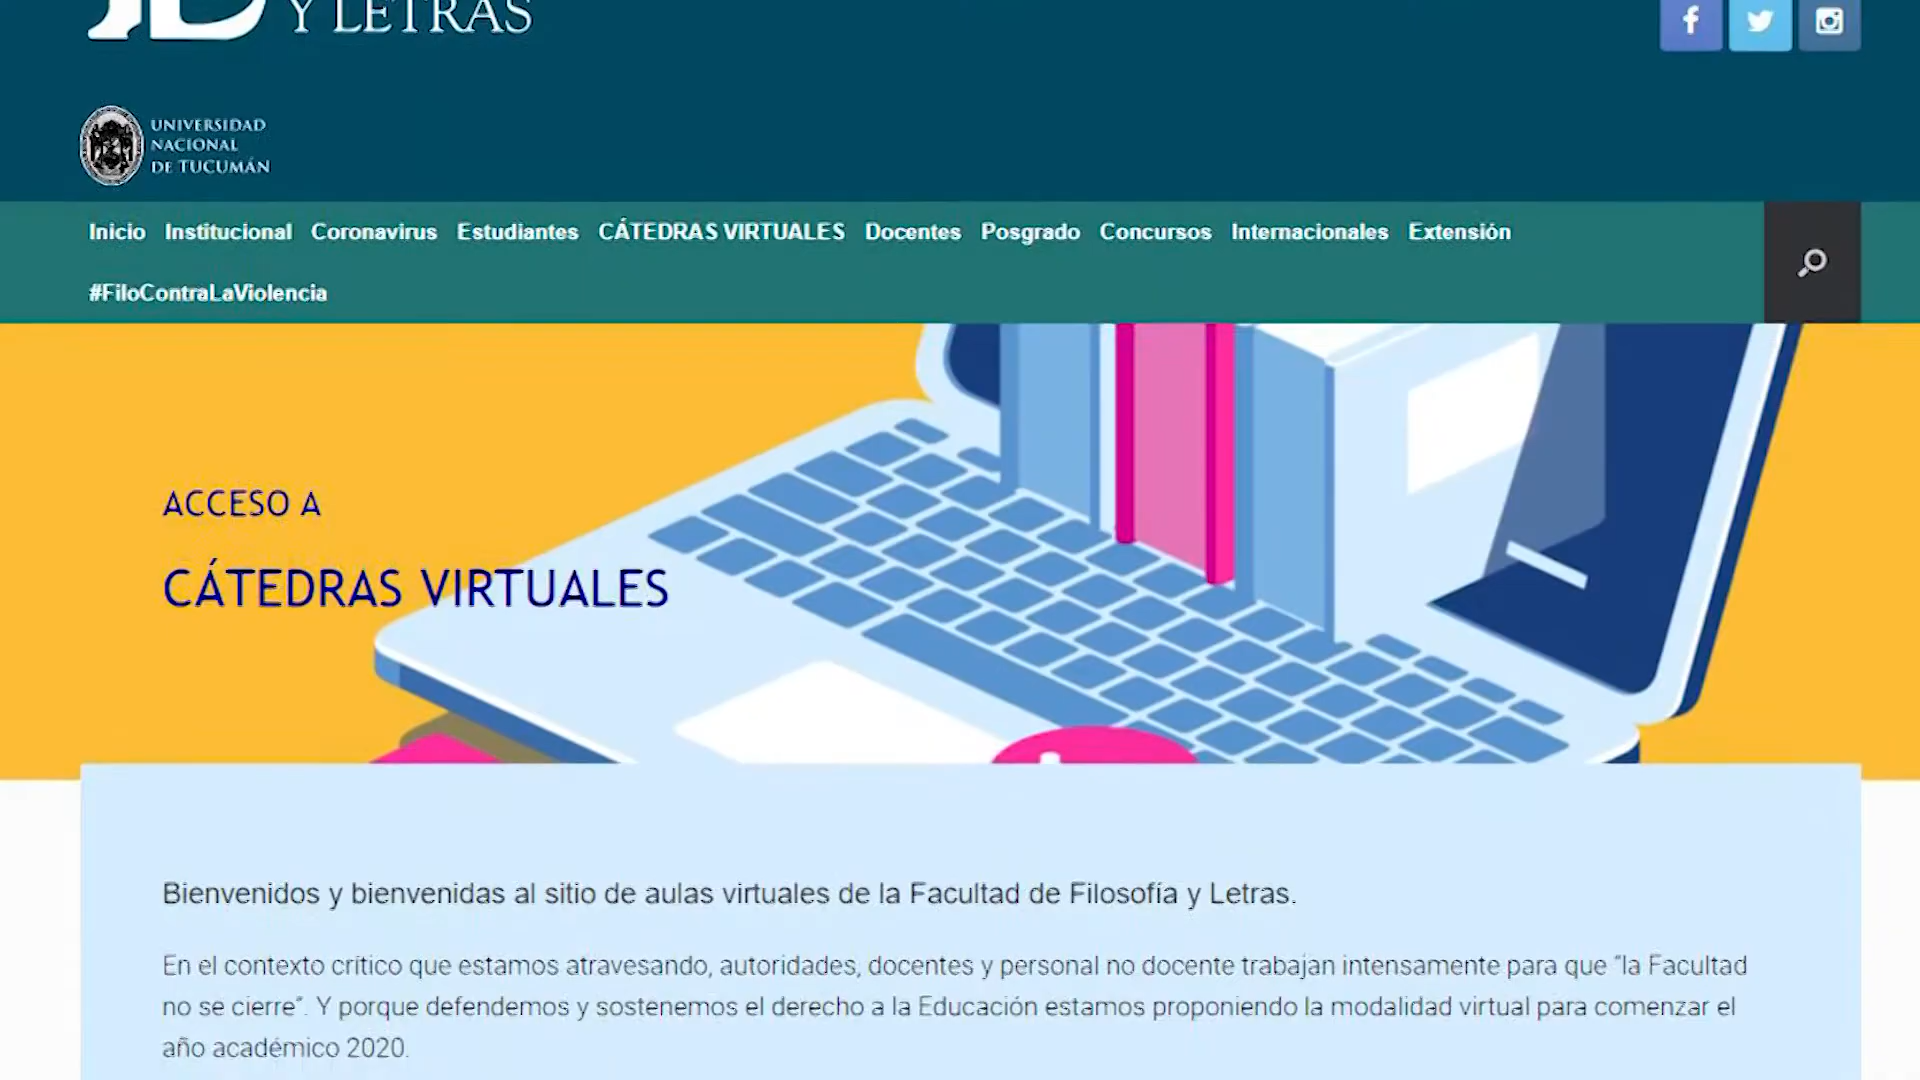 Y LETRAS
UNIVERSIDAD
NACIONAL
DE TUCUMÁN
Inicio Institucional Coronavirus Estudiantes CÁTEDRAS VIRTUALES Docentes Posgrado Concursos Internacionales Extensión
#FiloContraLaViolencia
ACCESO A
CÁTEDRAS VIRTUALES
Bienvenidos y bienvenidas al sitio de aulas virtuales de la Facultad de Filosofía y Letras.
En el contexto crítico que estamos atravesando, autoridades, docentes y personal no docente trabajan intensamente para que “la Facultad
no se cierre”. Y porque defendemos y sostenemos el derecho a la Educación estamos proponiendo la modalidad virtual para comenzar el
año académico 2020.